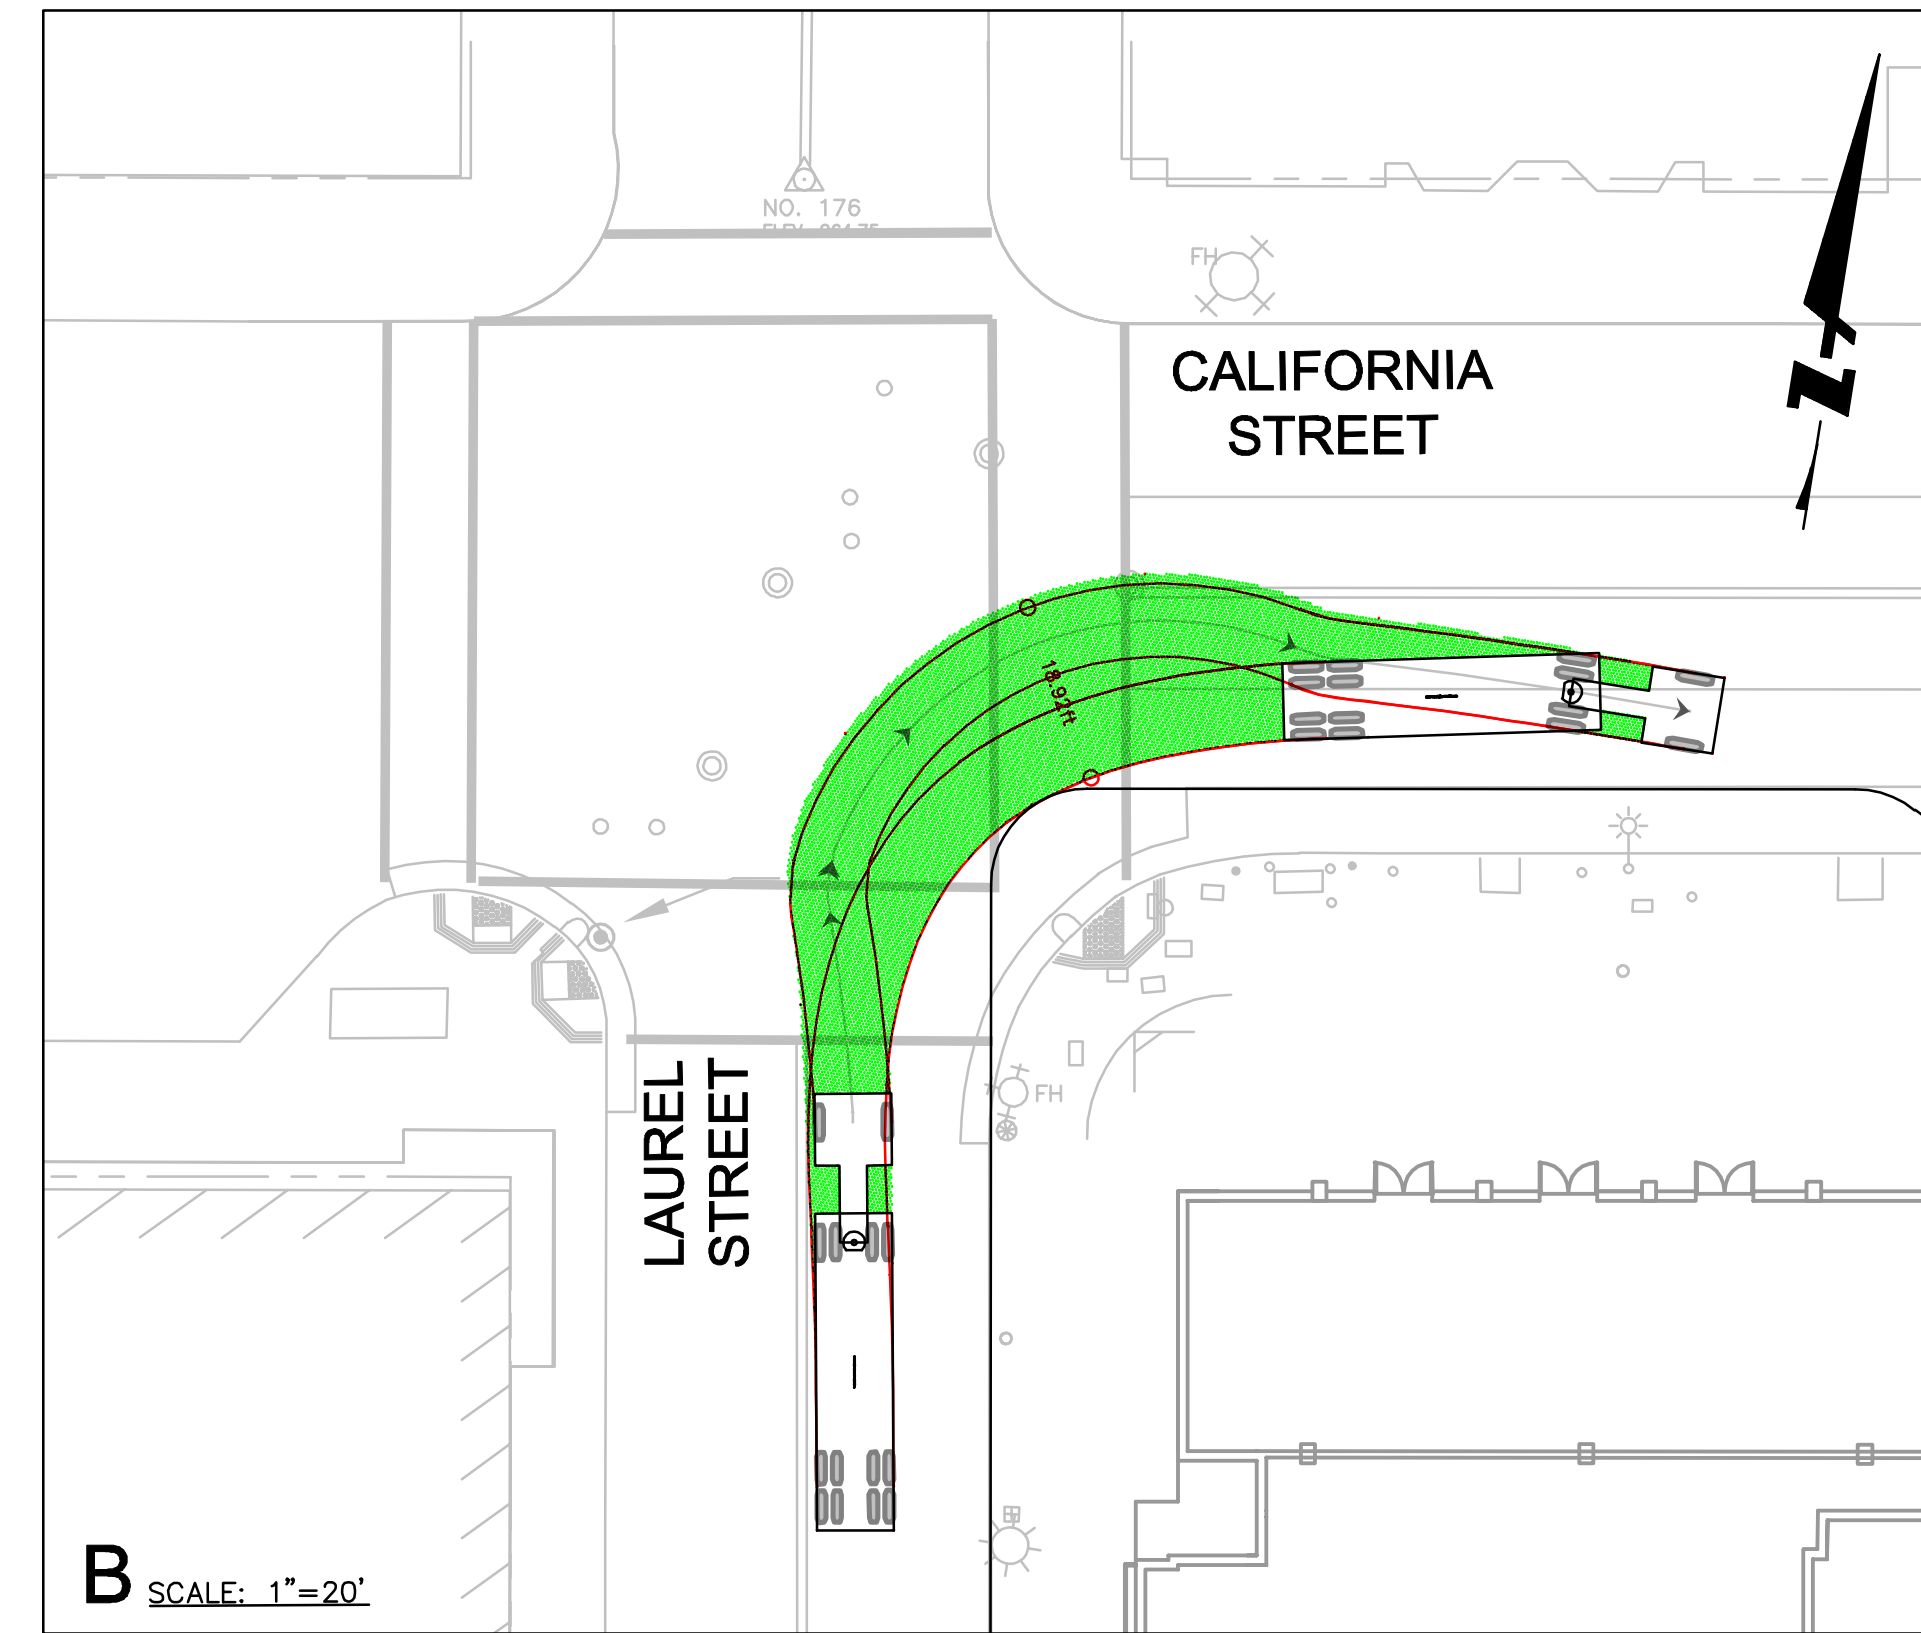 NO. 176
FH
CALIFORNIA
STREET
N
18.92ft
LAUREL
STREET
FH
B SCALE: 1"=20'